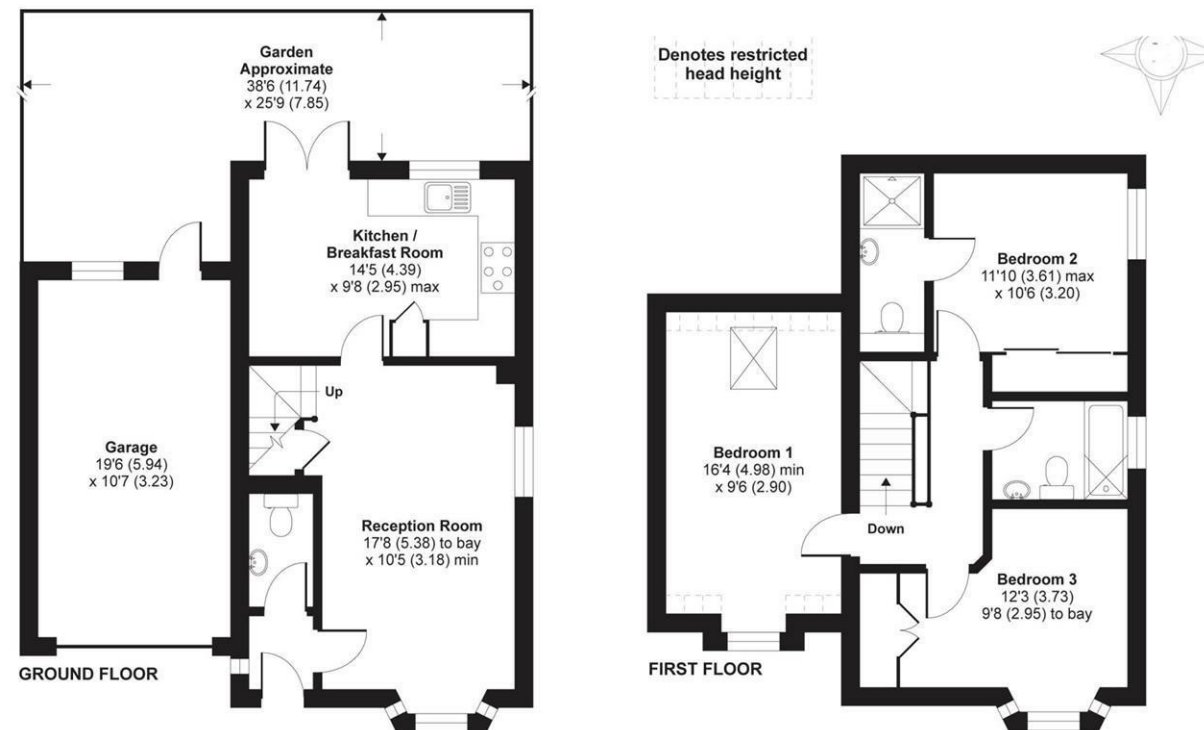 Garden
Approximate
38'6 (11.74)
x 25'9 (7.85)
Kitchen /
Breakfast Room
14'5 (4.39)
x 9'8 (2.95) max
Up
Garage
19'6 (5.94)
x 10'7 (3.23)
Reception Room
17'8 (5.38) to bay
x 10'5 (3.18) min
GROUND FLOOR
Denotes restricted
head height
Bedroom 2
11'10 (3.61) max
x 10'6 (3.20)
Bedroom 1
16'4 (4.98) min
x 9'6 (2.90)
Down
Bedroom 3
12'3 (3.73)
9'8 (2.95) to bay
FIRST FLOOR